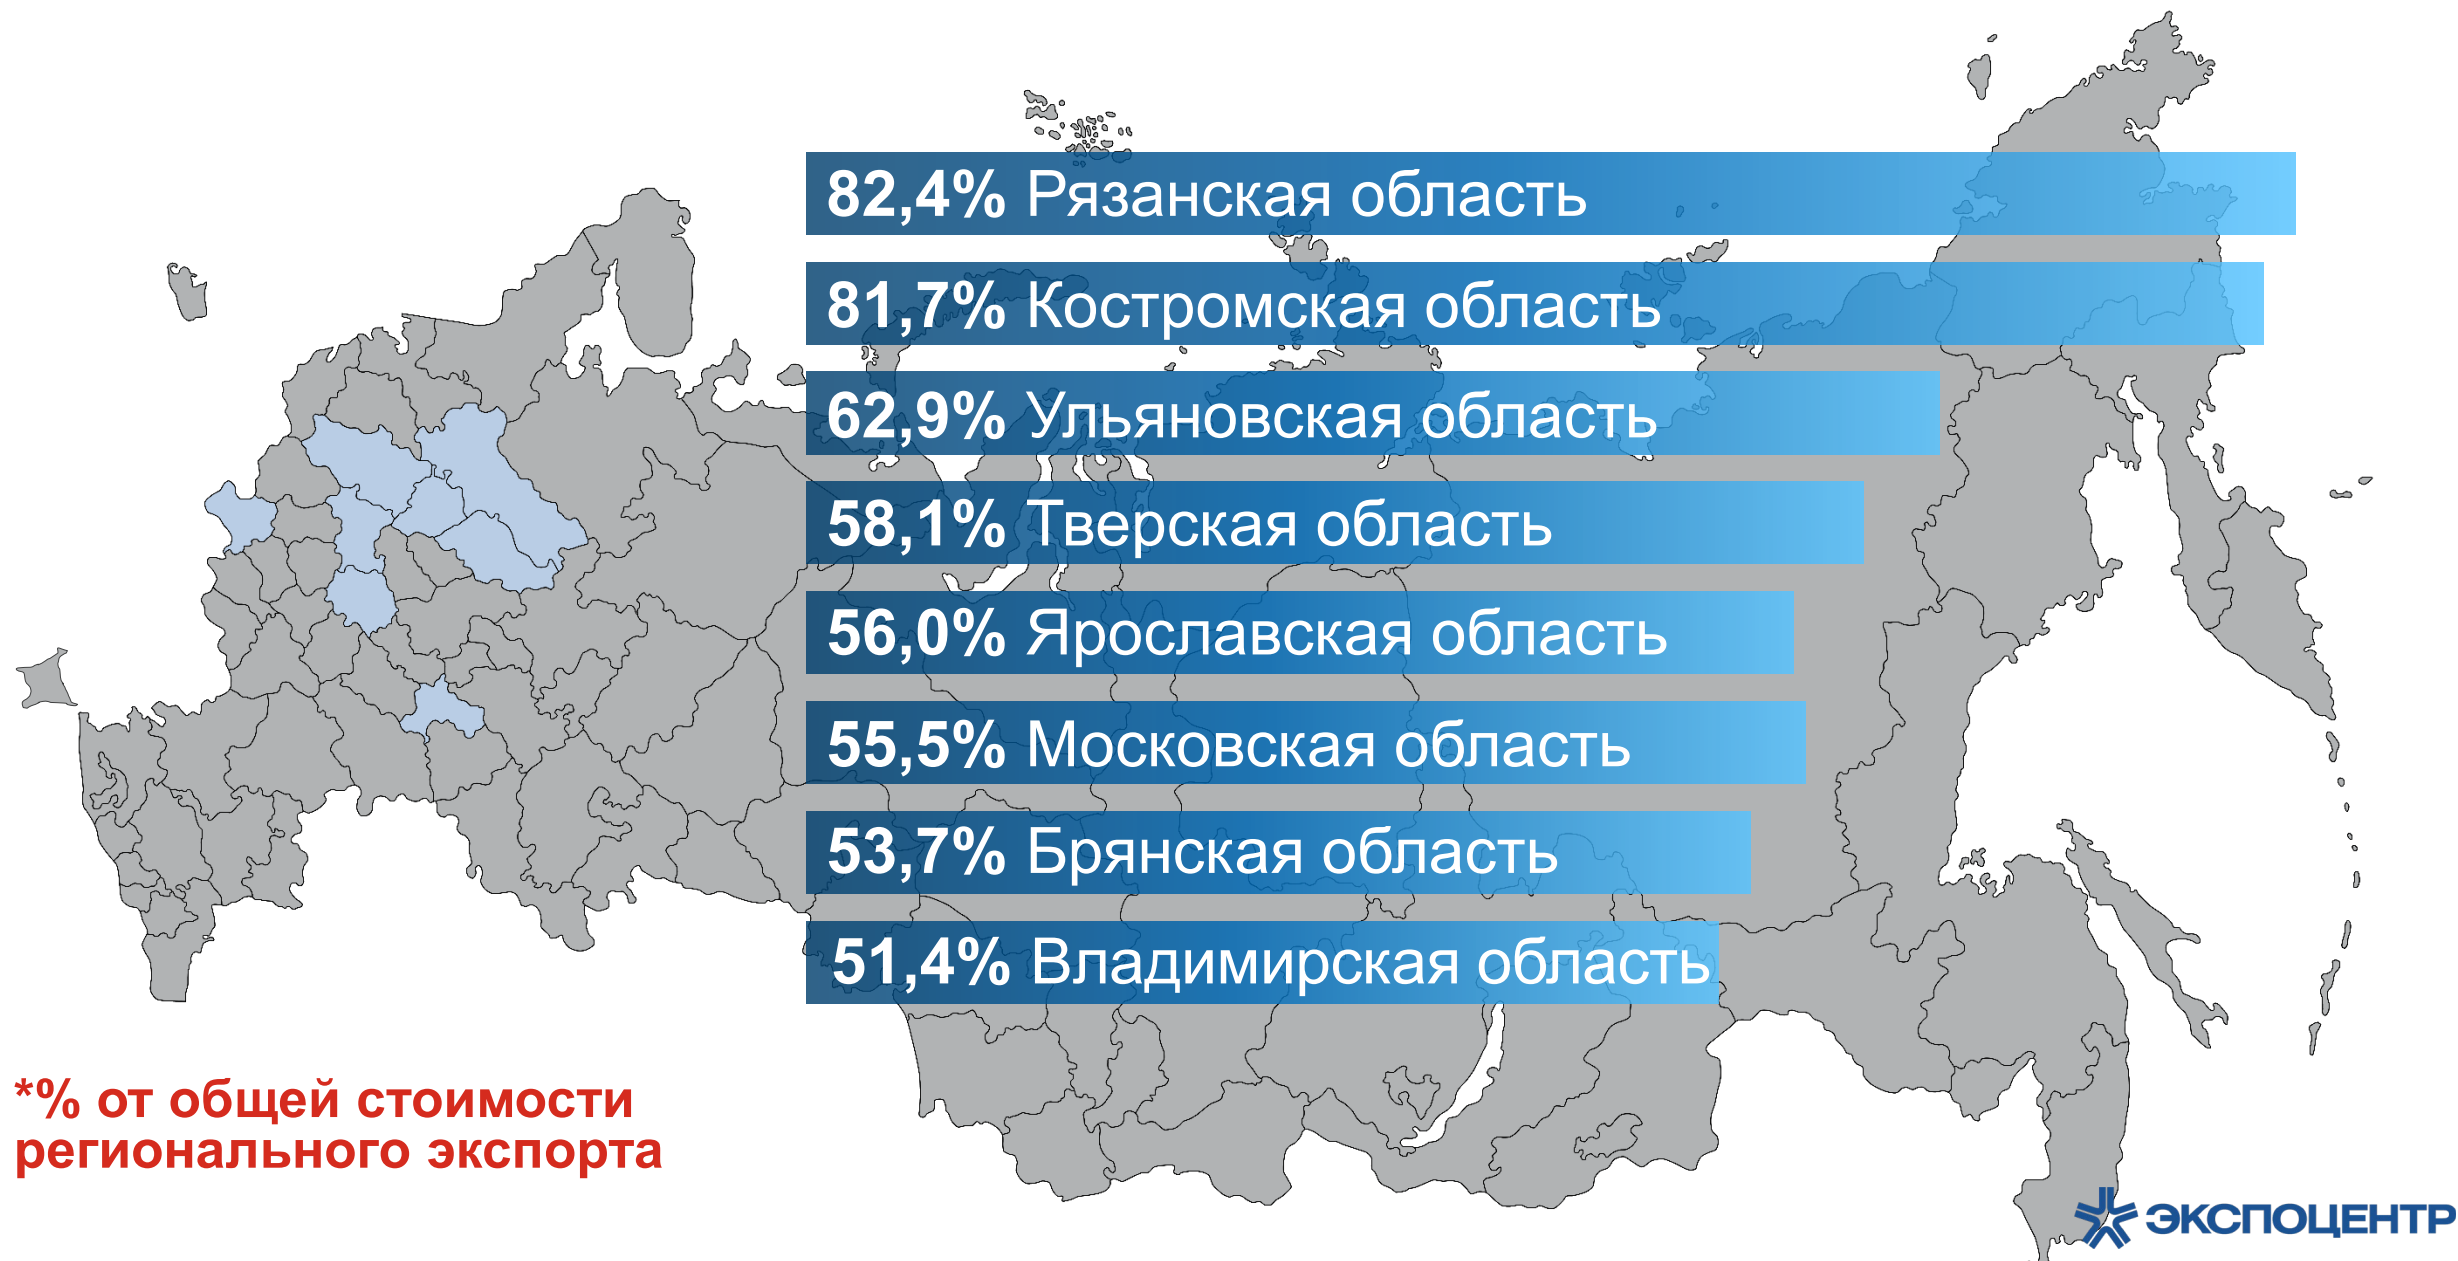 82,4% Рязанская область
81,7% Костромская область
62,9% Ульяновская область
58,1% Тверская область
56,0% Ярославская область
55,5% Московская область
53,7% Брянская область
51,4% Владимирская область
*% от общей стоимости
регионального экспорта
ЭКСПОЦЕНТР